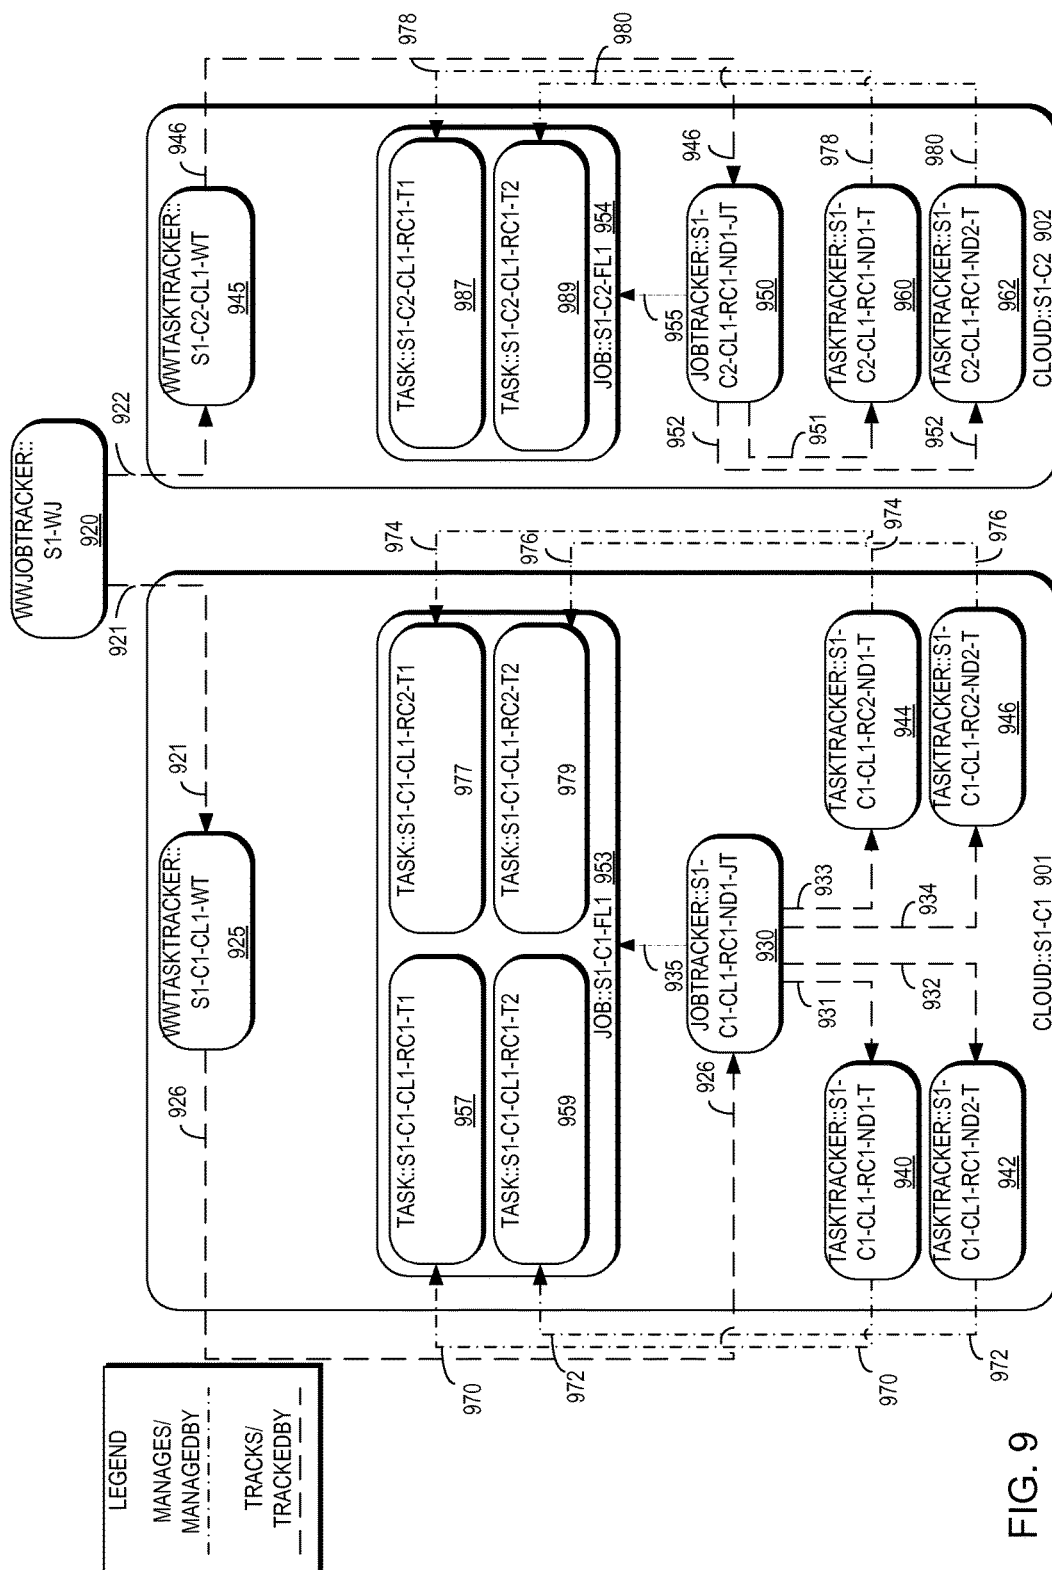 LEGEND
MANAGES/
MANAGEDBY
TRACKS/
TRACKEDBY
WWJOBTRACKER::
S1-WJ
920
921
922
WWTASKTRACKER::
S1-C1-CL1-WT
925
921
926
WWTASKTRACKER::
S1-C2-CL1-WT
945
946
TASK::S1-C1-CL1-RC1-T1
957
TASK::S1-C1-CL1-RC2-T1
977
TASK::S1-C1-CL1-RC1-T2
959
TASK::S1-C1-CL1-RC2-T2
979
JOB::S1-C1-FL1 953
970
972
974
976
TASK::S1-C2-CL1-RC1-T1
987
TASK::S1-C2-CL1-RC1-T2
989
JOB::S1-C2-FL1 954
978
980
935
JOBTRACKER::S1-
C1-CL1-RC1-ND1-JT
930
926
931
932
933
934
955
JOBTRACKER::S1-
C2-CL1-RC1-ND1-JT
950
946
952
951
952
TASKTRACKER::S1-
C1-CL1-RC1-ND1-T
940
TASKTRACKER::S1-
C1-CL1-RC2-ND1-T
944
TASKTRACKER::S1-
C1-CL1-RC1-ND2-T
942
TASKTRACKER::S1-
C1-CL1-RC2-ND2-T
946
970
972
974
976
TASKTRACKER::S1-
C2-CL1-RC1-ND1-T
960
TASKTRACKER::S1-
C2-CL1-RC1-ND2-T
962
978
980
CLOUD::S1-C1 901
CLOUD::S1-C2 902
FIG. 9